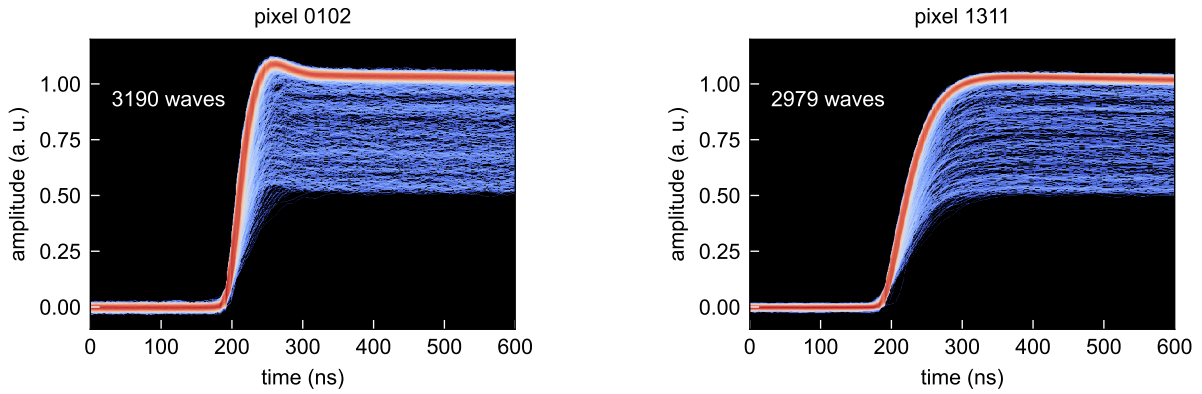 pixel 0102
amplitude (a. u.)
1.00
0.75
0.50
0.25
0.00
3190 waves
0 100 200 300 400 500 600
time (ns)
pixel 1311
amplitude (a. u.)
1.00
0.75
0.50
0.25
0.00
2979 waves
0 100 200 300 400 500 600
time (ns)